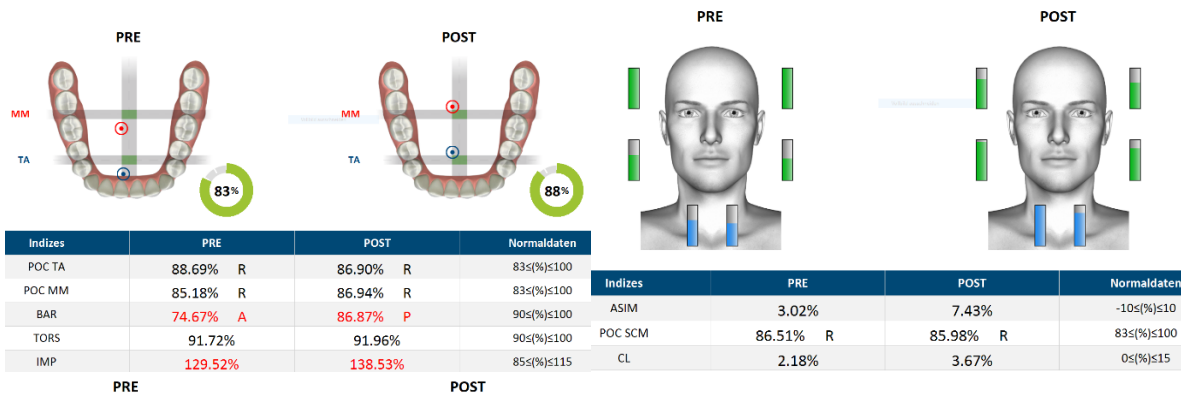 PRE POST
MM MM
TA TA
83% 88%
Indizes PRE POST Normaldaten
POC TA 88.69% R 86.90% R 83≤(%)≤100
POC MM 85.18% R 86.94% R 83≤(%)≤100
BAR 74.67% A 86.87% P 90≤(%)≤100
TORS 91.72% 91.96% 90≤(%)≤100
IMP 129.52% 138.53% 85≤(%)≤115
PRE POST
PRE POST
Indizes PRE POST Normaldaten
ASIM 3.02% 7.43% -10≤(%)≤10
POC SCM 86.51% R 85.98% R 83≤(%)≤100
CL 2.18% 3.67% 0≤(%)≤15